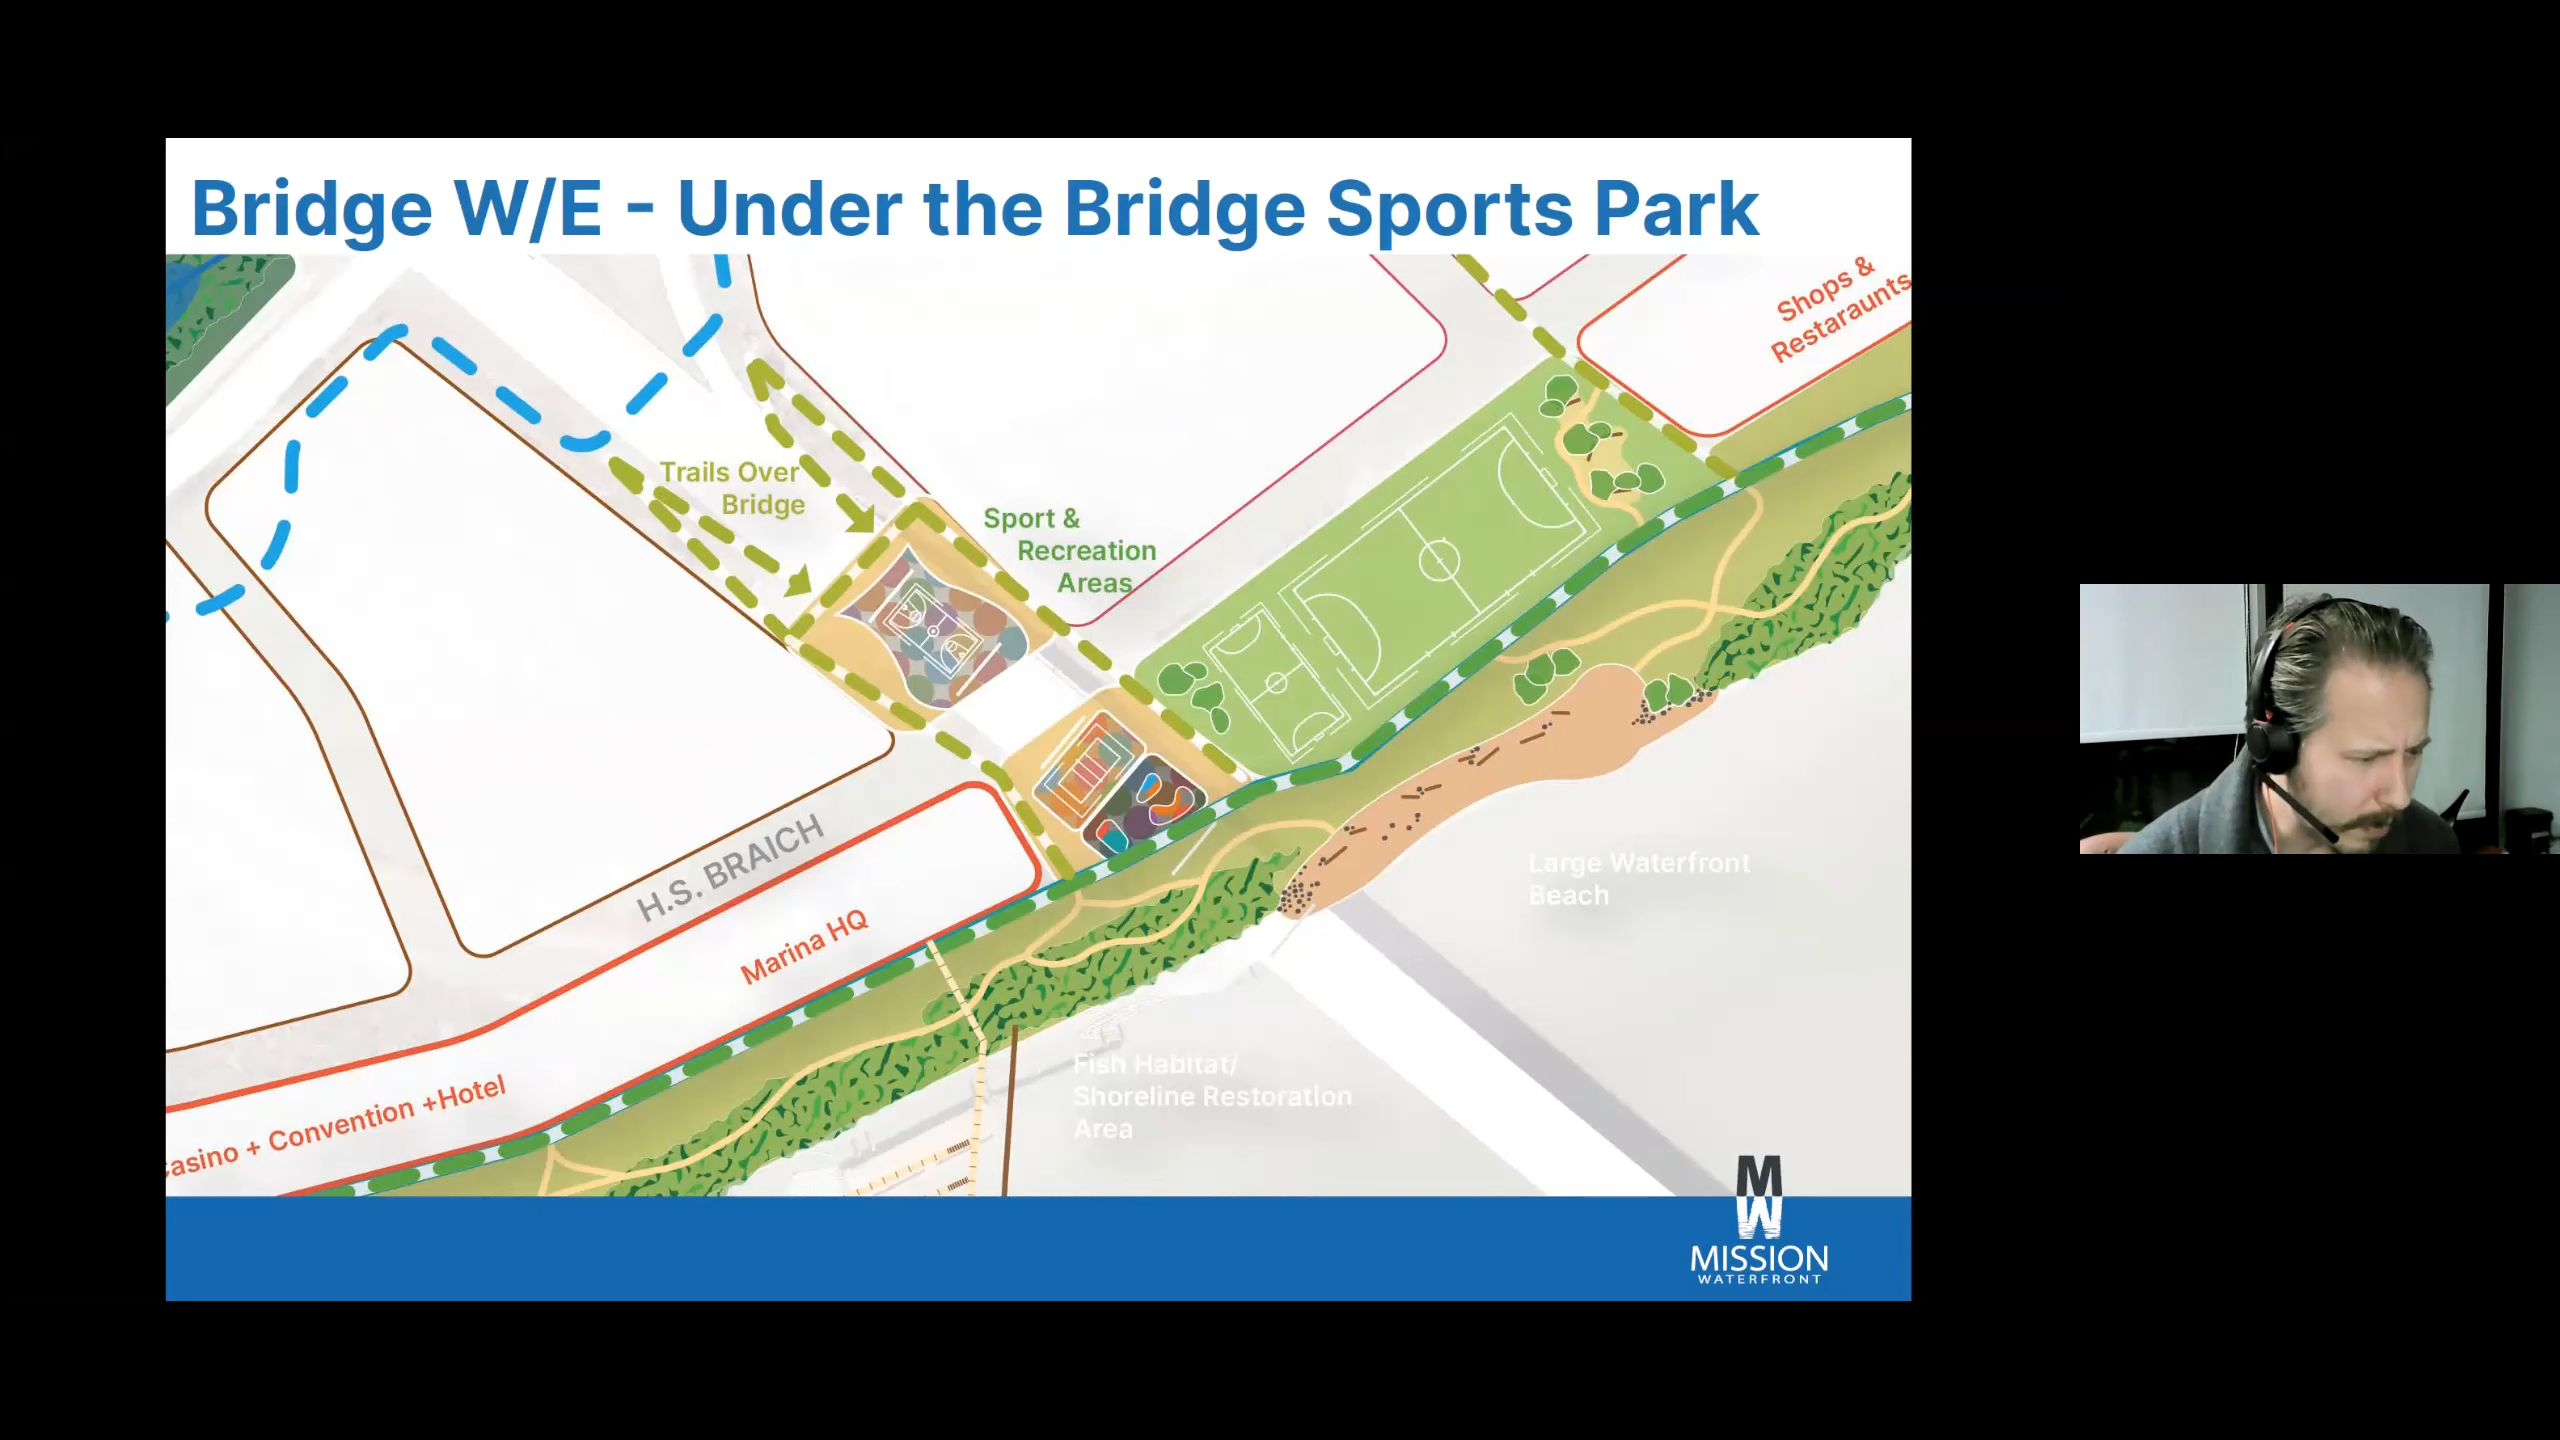 Bridge W/E - Under the Bridge Sports Park
Shops &
Restaraunts
Trails Over
Bridge
Sport &
Recreation
Areas
H.S. BRAICH
Marina HQ
Large Waterfront
Beach
Fish Habitat/
Shoreline Restoration
Area
asino + Convention +Hotel
M
W
MISSION
WATERFRONT